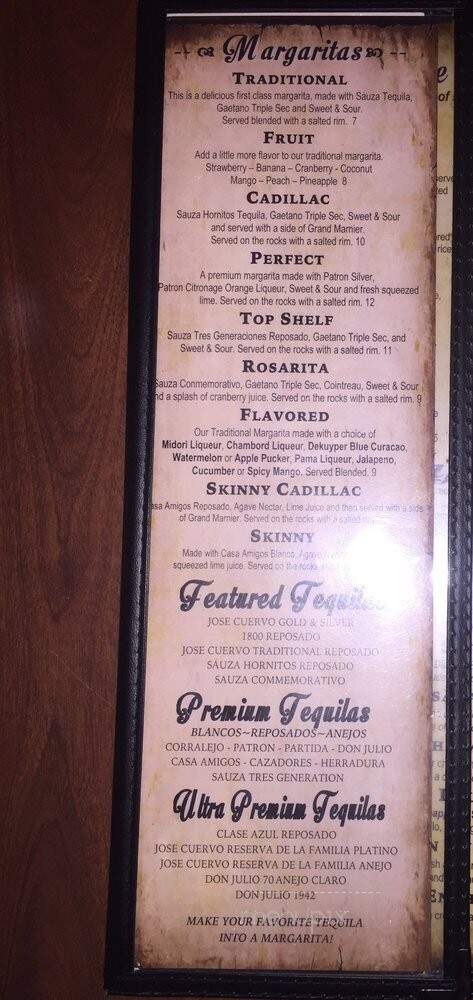 Margaritas
TRADITIONAL
This is a delicious first class margarita, made with Sauza Tequila,
Gaetano Triple Sec and Sweet & Sour.
Served blended with a salted rim. 7
FRUIT
Add a little more flavor to our traditional margarita.
Strawberry – Banana – Cranberry - Coconut
Mango – Peach – Pineapple 8
CADILLAC
Sauza Hornitos Tequila, Gaetano Triple Sec, Sweet & Sour
and served with a side of Grand Marnier.
Served on the rocks with a salted rim. 10
PERFECT
A premium margarita made with Patron Silver,
Patron Citronage Orange Liqueur, Sweet & Sour and fresh squeezed
lime. Served on the rocks with a salted rim. 12
TOP SHELF
Sauza Tres Generaciones Reposado, Gaetano Triple Sec, and
Sweet & Sour. Served on the rocks with a salted rim. 11
ROSARITA
Sauza Conmemorativo, Gaetano Triple Sec, Cointreau, Sweet & Sour
nd a splash of cranberry juice. Served on the rocks with a salted rim. 9
FLAVORED
Our Traditional Margarita made with a choice of
Midori Liqueur, Chambord Liqueur, Dekuyper Blue Curacao,
Watermelon or Apple Pucker, Pama Liqueur, Jalapeno,
Cucumber or Spicy Mango. Served Blended. 9
SKINNY CADILLAC
asa Amigos Reposado, Agave Nectar, Lime Juice and then served with a side
of Grand Marnier. Served on the rocks with a salted rim
SKINNY
Made with Casa Amigos Blanco, Agave
squeezed lime juice. Served on the rocks
Featured Tequilas
JOSE CUERVO GOLD & SILVER
1800 REPOSADO
JOSE CUERVO TRADITIONAL REPOSADO
SAUZA HORNITOS REPOSADO
SAUZA COMMEMORATIVO
Premium Tequilas
BLANCOS~REPOSADOS~ANEJOS
CORRALEJO - PATRON - PARTIDA - DON JULIO
CASA AMIGOS - CAZADORES - HERRADURA
SAUZA TRES GENERATION
Ultra Premium Tequilas
CLASE AZUL REPOSADO
JOSE CUERVO RESERVA DE LA FAMILIA PLATINO
JOSE CUERVO RESERVA DE LA FAMILIA ANEJO
DON JULIO 70 ANEJO CLARO
DON JULIO 1942
MAKE YOUR FAVORITE TEQUILA
INTO A MARGARITA!